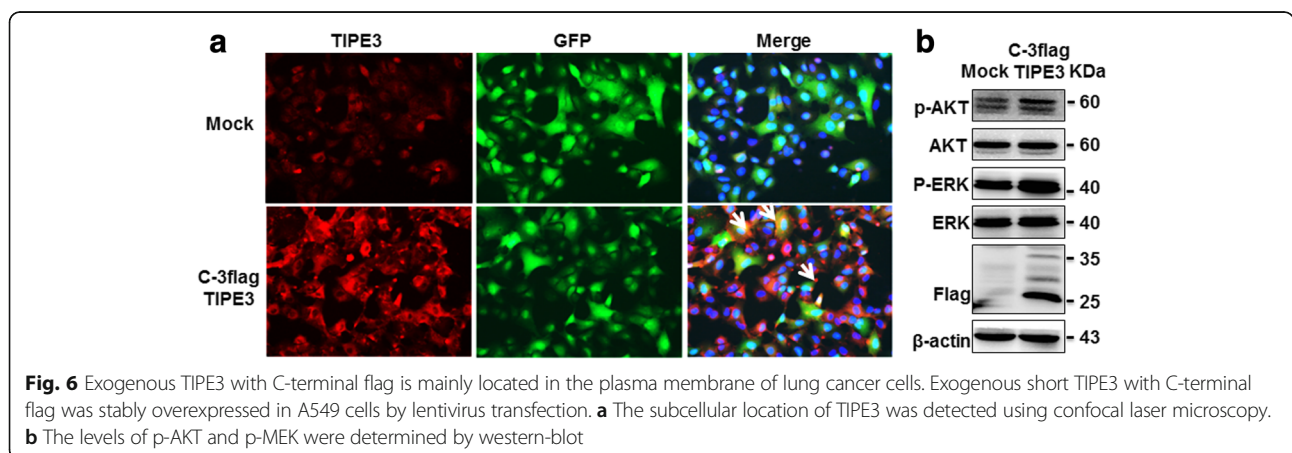 a
TIPE3 GFP Merge
Mock
C-3flag
TIPE3
b
C-3flag
Mock TIPE3 KDa
p-AKT - 60
AKT - 60
P-ERK - 40
ERK - 40
- 35
Flag
- 25
β-actin - 43
Fig. 6 Exogenous TIPE3 with C-terminal flag is mainly located in the plasma membrane of lung cancer cells. Exogenous short TIPE3 with C-terminal
flag was stably overexpressed in A549 cells by lentivirus transfection. a The subcellular location of TIPE3 was detected using confocal laser microscopy.
b The levels of p-AKT and p-MEK were determined by western-blot